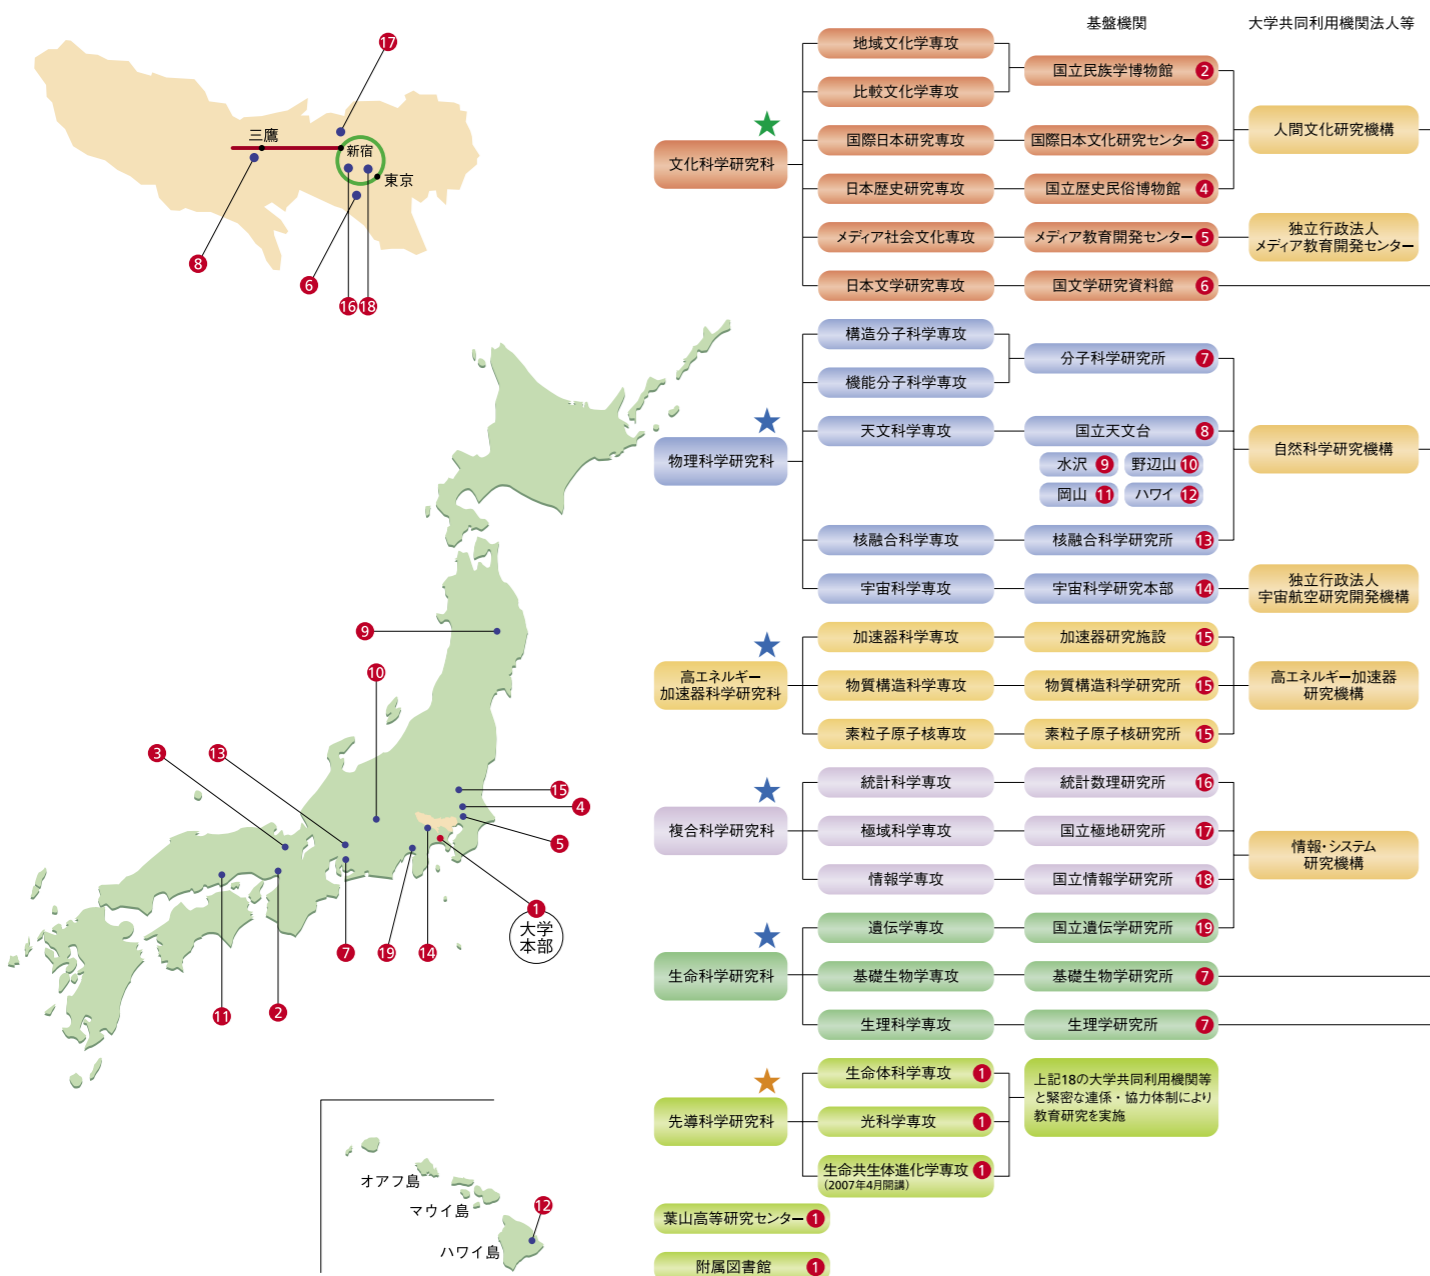 基盤機関
大学共同利用機関法人等
17
三鷹
新宿
東京
8
6
16
18
地域文化学専攻
比較文化学専攻
国立民族学博物館 2
文化科学研究科
国際日本研究専攻
国際日本文化研究センター 3
人間文化研究機構
日本歴史研究専攻
国立歴史民俗博物館 4
メディア社会文化専攻
メディア教育開発センター 5
独立行政法人
メディア教育開発センター
日本文学研究専攻
国文学研究資料館 6
物理科学研究科
構造分子科学専攻
機能分子科学専攻
分子科学研究所 7
天文科学専攻
国立天文台 8
水沢 9
野辺山 10
岡山 11
ハワイ 12
自然科学研究機構
核融合科学専攻
核融合科学研究所 13
宇宙科学専攻
宇宙科学研究本部 14
独立行政法人
宇宙航空研究開発機構
高エネルギー
加速器科学研究科
加速器科学専攻
加速器研究施設 15
物質構造科学専攻
物質構造科学研究所 15
素粒子原子核専攻
素粒子原子核研究所 15
高エネルギー加速器
研究機構
複合科学研究科
統計科学専攻
統計数理研究所 16
極域科学専攻
国立極地研究所 17
情報学専攻
国立情報学研究所 18
情報・システム
研究機構
生命科学研究科
遺伝学専攻
国立遺伝学研究所 19
基礎生物学専攻
基礎生物学研究所 7
生理科学専攻
生理学研究所 7
先導科学研究科
生命体科学専攻 1
光科学専攻 1
生命共生体進化学専攻 1
(2007年4月開講)
上記18の大学共同利用機関等
と緊密な連係・協力体制により
教育研究を実施
葉山高等研究センター 1
附属図書館 1
9
10
3
13
15
4
5
1
大学
本部
7
19
14
11
2
オアフ島
マウイ島
ハワイ島
12